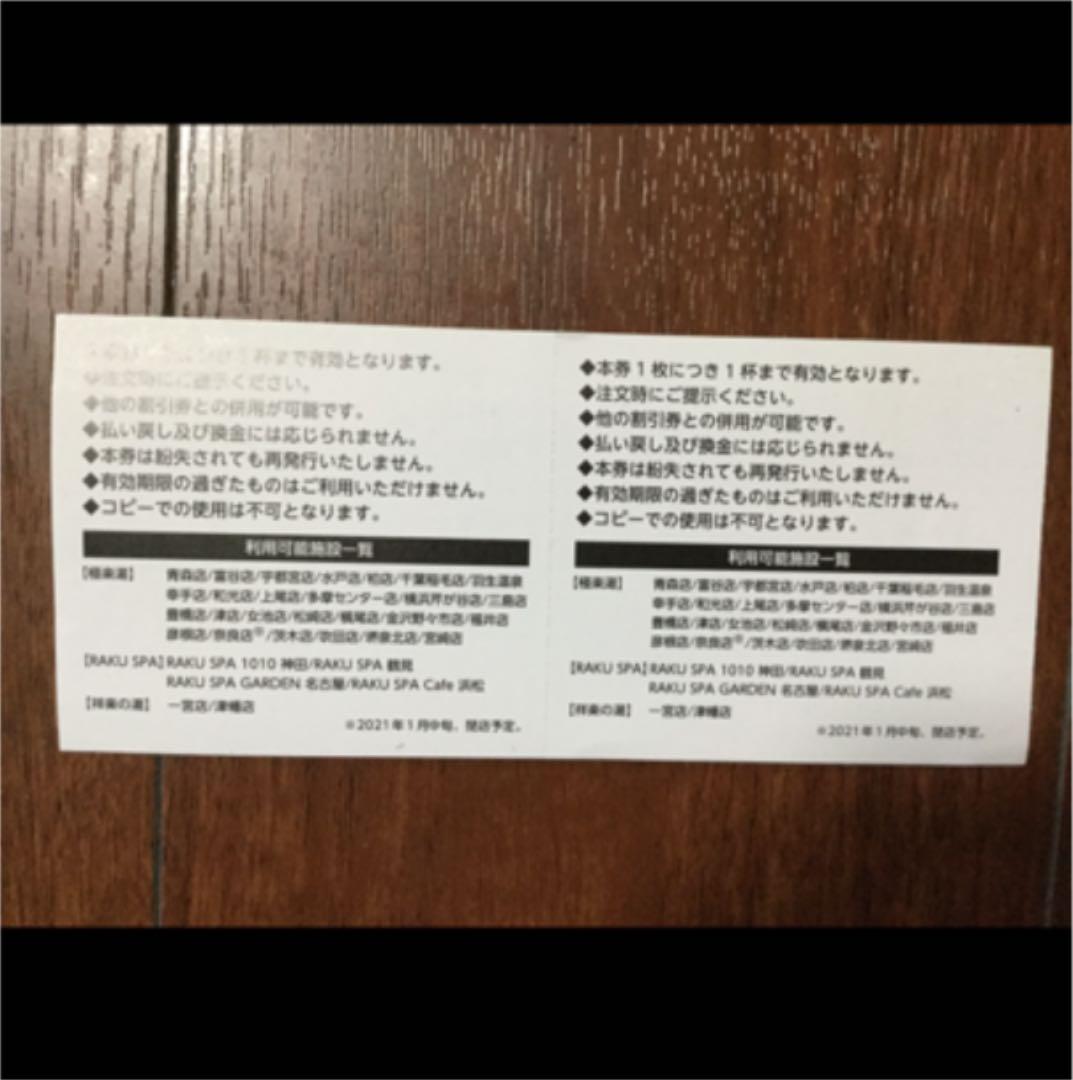 1杯まで有効となります。
◆注文時にご提示ください。
◆他の割引券との併用が可能です。
◆払い戻し及び換金には応じられません。
◆本券は紛失されても再発行いたしません。
◆有効期限の過ぎたものはご利用いただけません。
◆コピーでの使用は不可となります。
利用可能施設一覧
【極楽湯】 青森店/富谷店/宇都宮店/水戸店/柏店/千葉稲毛店/羽生温泉
幸手店/和光店/上尾店/多摩センター店/横浜芹が谷店/三島店
豊橋店/津店/女池店/松崎店/槇尾店/金沢野々市店/福井店
彦根店/奈良店※/茨木店/吹田店/堺泉北店/宮崎店
【RAKU SPA】RAKU SPA 1010 神田/RAKU SPA 鶴見
RAKU SPA GARDEN 名古屋/RAKU SPA Cafe 浜松
【祥楽の湯】 一宮店/津幡店
※2021年1月中旬、閉店予定。
◆本券1枚につき1杯まで有効となります。
◆注文時にご提示ください。
◆他の割引券との併用が可能です。
◆払い戻し及び換金には応じられません。
◆本券は紛失されても再発行いたしません。
◆有効期限の過ぎたものはご利用いただけません。
◆コピーでの使用は不可となります。
利用可能施設一覧
【極楽湯】 青森店/富谷店/宇都宮店/水戸店/柏店/千葉稲毛店/羽生温泉
幸手店/和光店/上尾店/多摩センター店/横浜芹が谷店/三島店
豊橋店/津店/女池店/松崎店/槇尾店/金沢野々市店/福井店
彦根店/奈良店※/茨木店/吹田店/堺泉北店/宮崎店
【RAKU SPA】RAKU SPA 1010 神田/RAKU SPA 鶴見
RAKU SPA GARDEN 名古屋/RAKU SPA Cafe 浜松
【祥楽の湯】 一宮店/津幡店
※2021年1月中旬、閉店予定。